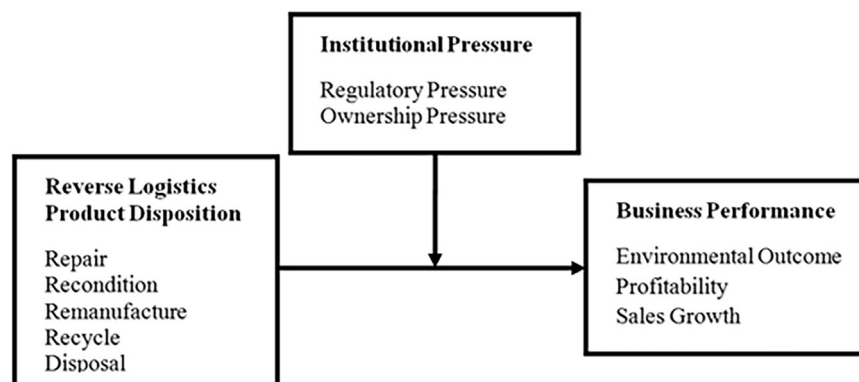 Institutional Pressure
Regulatory Pressure
Ownership Pressure
Reverse Logistics
Product Disposition
Repair
Recondition
Remanufacture
Recycle
Disposal
Business Performance
Environmental Outcome
Profitability
Sales Growth